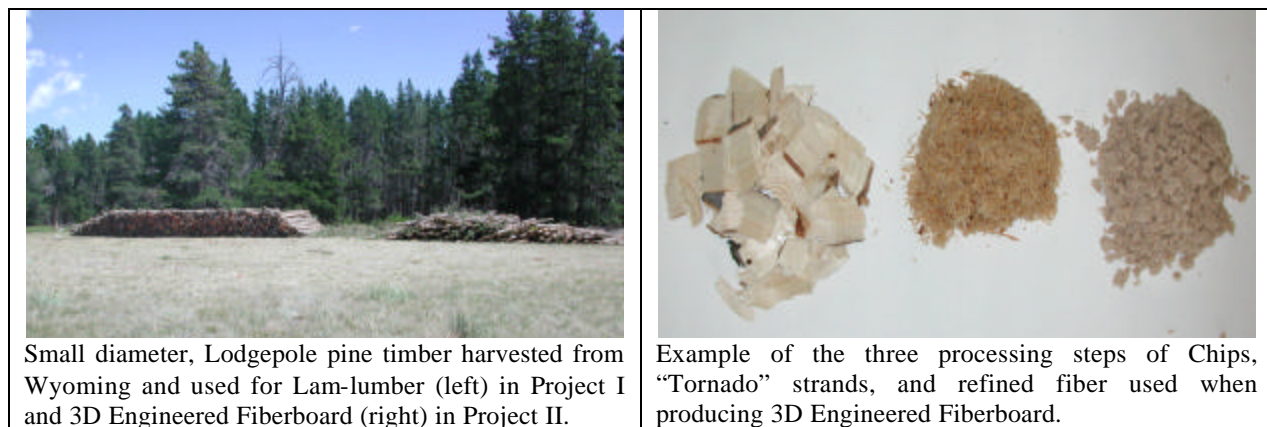 Small diameter, Lodgepole pine timber harvested from
Wyoming and used for Lam-lumber (left) in Project I
and 3D Engineered Fiberboard (right) in Project II.
Example of the three processing steps of Chips,
“Tornado” strands, and refined fiber used when
producing 3D Engineered Fiberboard.